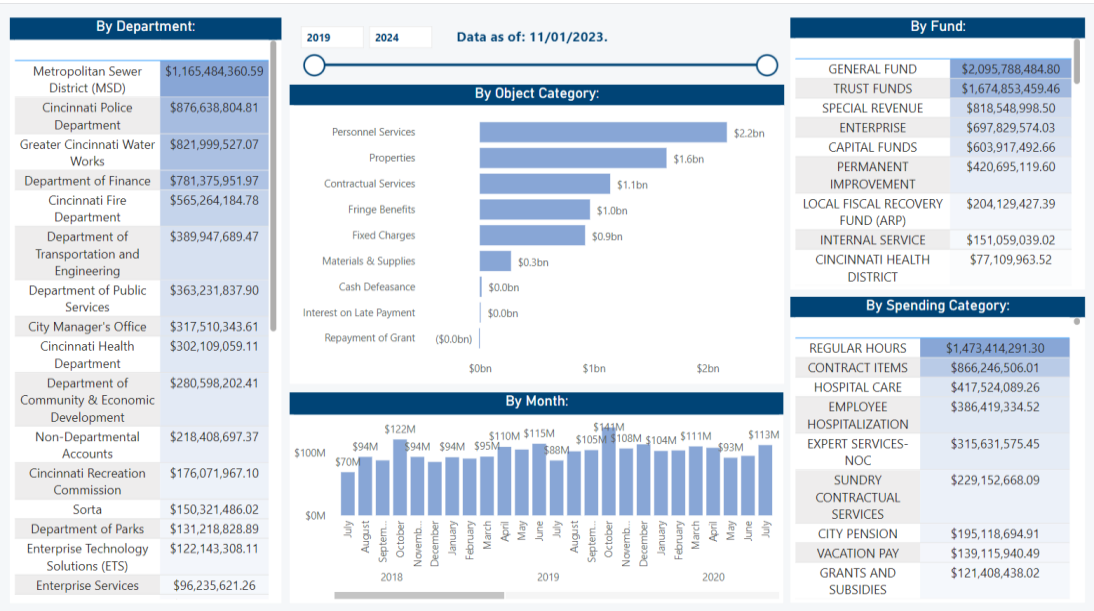 By Department:
Metropolitan Sewer
District (MSD)
$1,165,484,360.59
Cincinnati Police
Department
$876,638,804.81
Greater Cincinnati Water
Works
$821,999,527.07
Department of Finance
$781,375,951.97
Cincinnati Fire
Department
$565,264,184.78
Department of
Transportation and
Engineering
$389,947,689.47
Department of Public
Services
$363,231,837.90
City Manager's Office
$317,510,343.61
Cincinnati Health
Department
$302,109,059.11
Department of
Community & Economic
Development
$280,598,202.41
Non-Departmental
Accounts
$218,408,697.37
Cincinnati Recreation
Commission
$176,071,967.10
Sorta
$150,321,486.02
Department of Parks
$131,218,828.89
Enterprise Technology
Solutions (ETS)
$122,143,308.11
Enterprise Services
$96,235,621.26
2019
2024
Data as of: 11/01/2023.
By Object Category:
Personnel Services
$2.2bn
Properties
$1.6bn
Contractual Services
$1.1bn
Fringe Benefits
$1.0bn
Fixed Charges
$0.9bn
Materials & Supplies
$0.3bn
Cash Defeasance
$0.0bn
Interest on Late Payment
$0.0bn
Repayment of Grant
($0.0bn)
$0bn
$1bn
$2bn
By Month:
$100M
$0M
$70M
$94M
$122M
$94M
$94M
$95M
$110M
$115M
$88M
$105M
$141M
$108M
$104M
$111M
$93M
$113M
July
August
Septem...
October
Novemb...
December
January
February
March
April
May
June
July
August
Septem...
October
Novemb...
December
January
February
March
April
May
June
July
2018
2019
2020
By Fund:
GENERAL FUND
$2,095,788,484.80
TRUST FUNDS
$1,674,853,459.46
SPECIAL REVENUE
$818,548,998.50
ENTERPRISE
$697,829,574.03
CAPITAL FUNDS
$603,917,492.66
PERMANENT
IMPROVEMENT
$420,695,119.60
LOCAL FISCAL RECOVERY
FUND (ARP)
$204,129,427.39
INTERNAL SERVICE
$151,059,039.02
CINCINNATI HEALTH
DISTRICT
$77,109,963.52
By Spending Category:
REGULAR HOURS
$1,473,414,291.30
CONTRACT ITEMS
$866,246,506.01
HOSPITAL CARE
$417,524,089.26
EMPLOYEE
HOSPITALIZATION
$386,419,334.52
EXPERT SERVICES-
NOC
$315,631,575.45
SUNDRY
CONTRACTUAL
SERVICES
$229,152,668.09
CITY PENSION
$195,118,694.91
VACATION PAY
$139,115,940.49
GRANTS AND
SUBSIDIES
$121,408,438.02